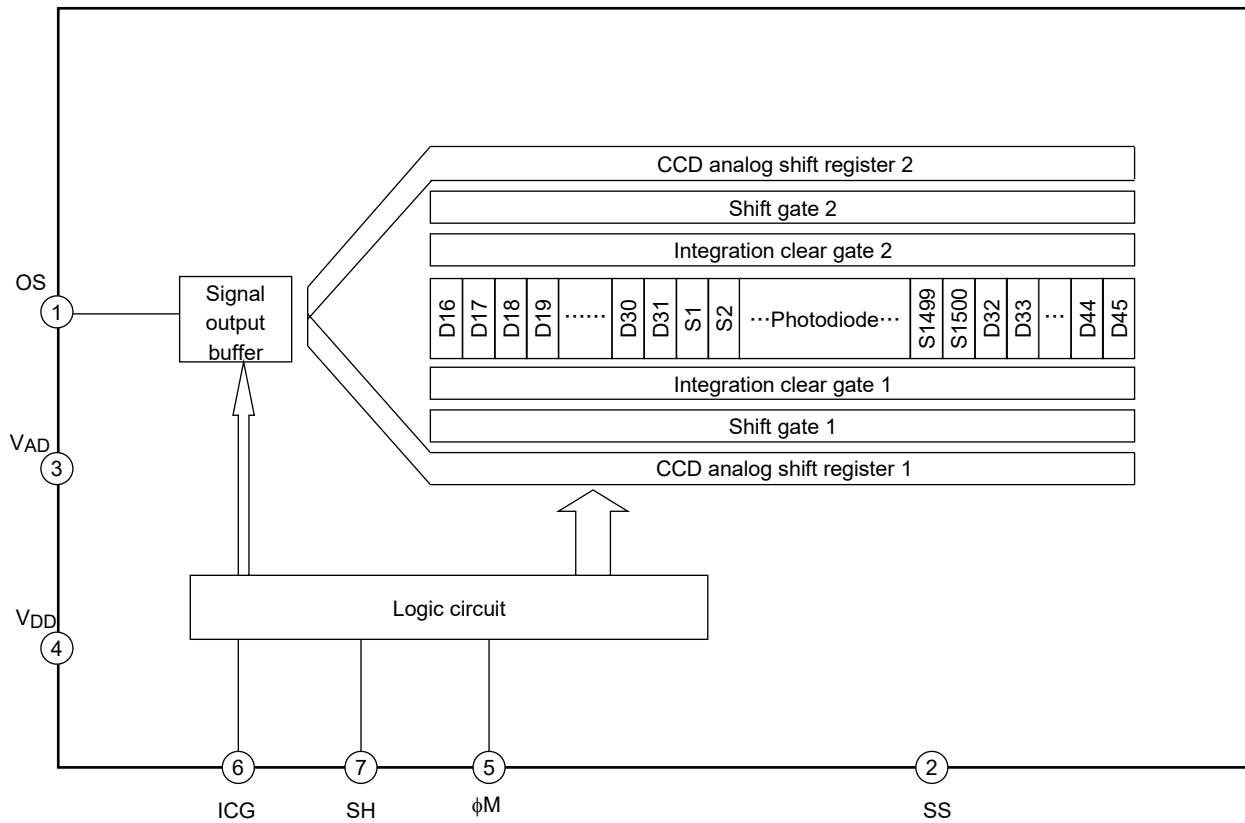 CCD analog shift register 2
Shift gate 2
Integration clear gate 2
OS
1
Signal
output
buffer
D16 D17 D18 D19 ······ D30 D31 S1 S2 ···Photodiode··· S1499 S1500 D32 D33 ··· D44 D45
Integration clear gate 1
Shift gate 1
CCD analog shift register 1
VAD
3
VDD
4
Logic circuit
6 7 5 2
ICG SH ϕM SS